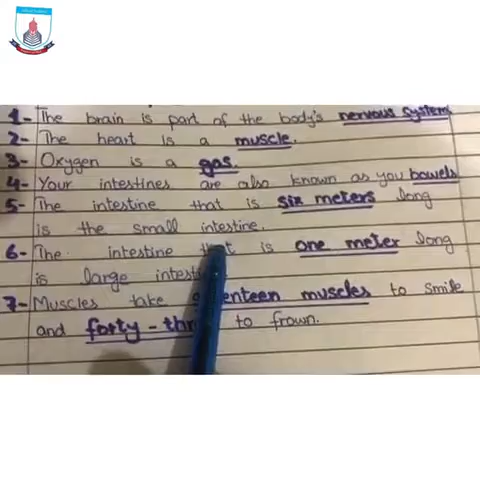 1- The brain is part of the body's nervous system
2- The heart is a muscle.
3- Oxygen is a gas.
4- Your intestines are also known as you bowels
5- The intestine that is six meters long
is the small intestine.
6- The intestine that is one meter long
is large
7- Muscles take muscles to smile
and to frown.